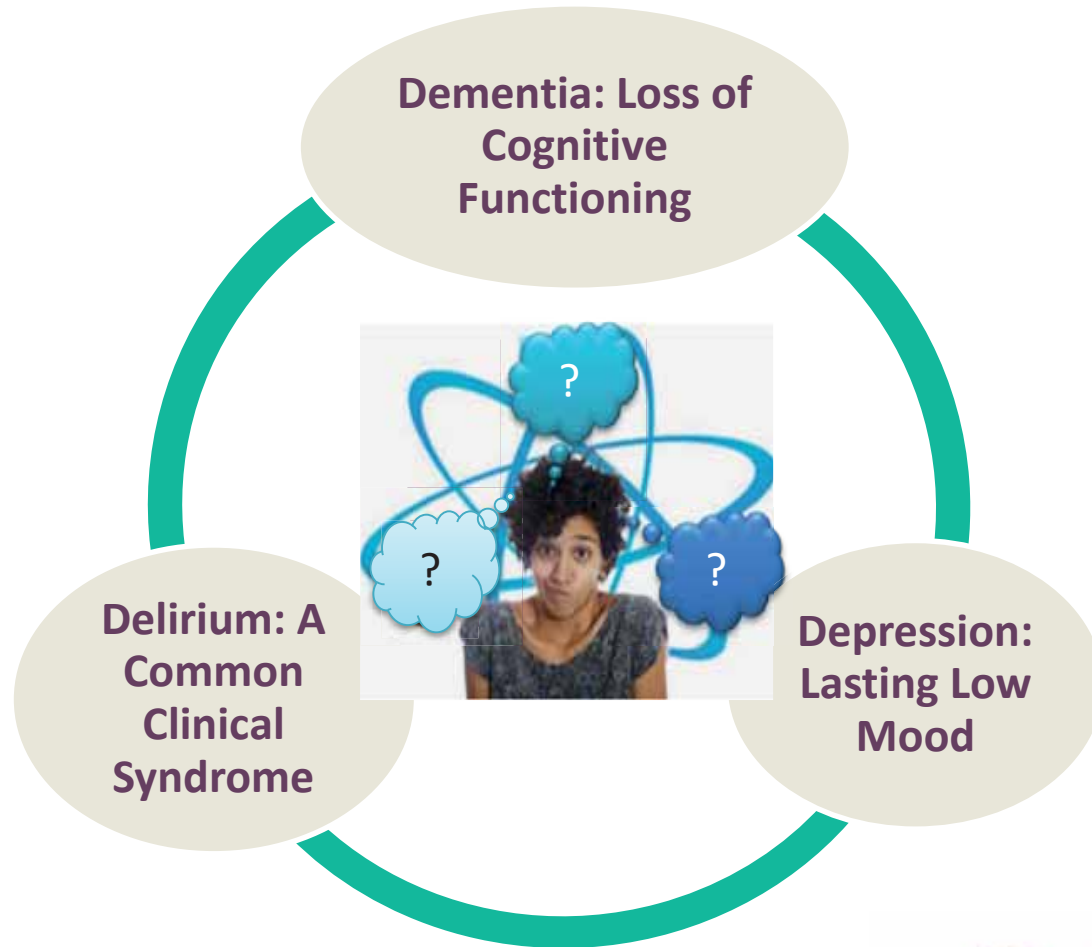 Dementia: Loss of
Cognitive
Functioning
?
?
?
Delirium: A
Common
Clinical
Syndrome
Depression:
Lasting Low
Mood